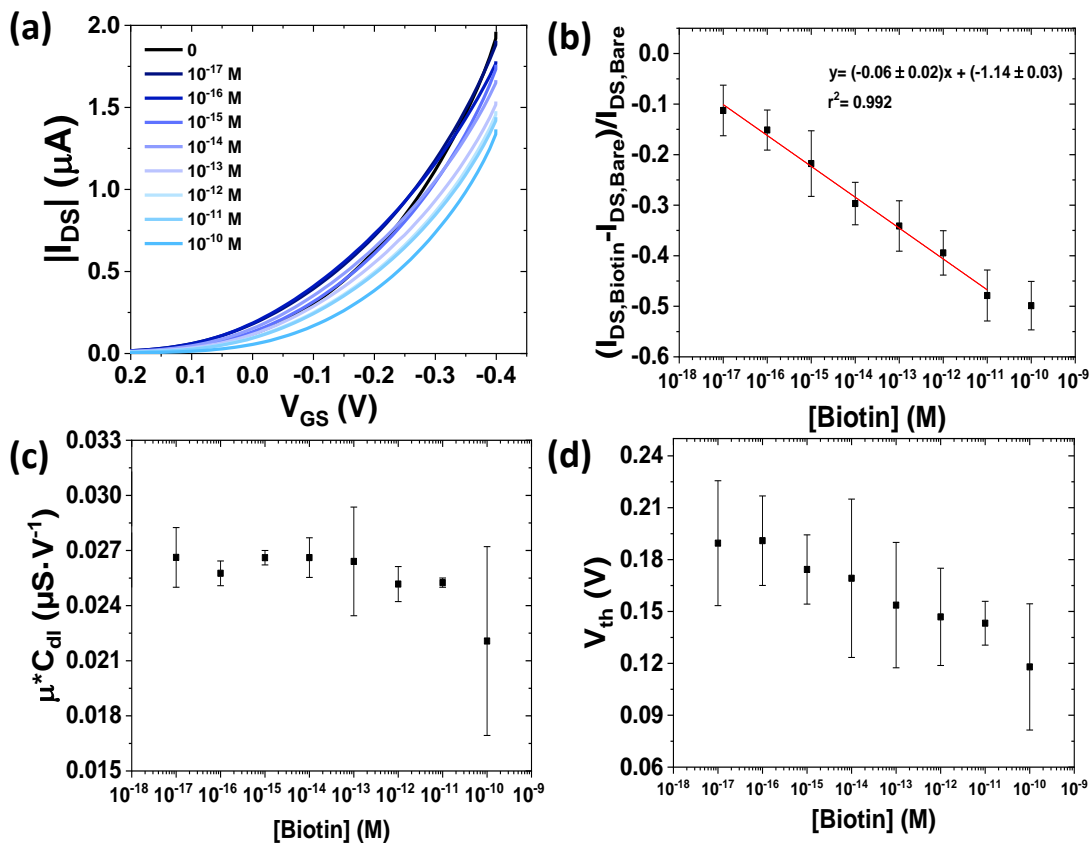 (a)
|I_DS| (μA)
2.0
1.5
1.0
0.5
0.0
0
10⁻¹⁷ M
10⁻¹⁶ M
10⁻¹⁵ M
10⁻¹⁴ M
10⁻¹³ M
10⁻¹² M
10⁻¹¹ M
10⁻¹⁰ M
0.2 0.1 0.0 -0.1 -0.2 -0.3 -0.4
V_GS (V)
(b)
(I_DS,Biotin-I_DS,Bare)/I_DS,Bare
0.0
-0.1
-0.2
-0.3
-0.4
-0.5
-0.6
y= (-0.06 ± 0.02)x + (-1.14 ± 0.03)
r²= 0.992
10⁻¹⁸ 10⁻¹⁷ 10⁻¹⁶ 10⁻¹⁵ 10⁻¹⁴ 10⁻¹³ 10⁻¹² 10⁻¹¹ 10⁻¹⁰ 10⁻⁹
[Biotin] (M)
(c)
μ*C_dl (μS·V⁻¹)
0.033
0.030
0.027
0.024
0.021
0.018
0.015
10⁻¹⁸ 10⁻¹⁷ 10⁻¹⁶ 10⁻¹⁵ 10⁻¹⁴ 10⁻¹³ 10⁻¹² 10⁻¹¹ 10⁻¹⁰ 10⁻⁹
[Biotin] (M)
(d)
V_th (V)
0.24
0.21
0.18
0.15
0.12
0.09
0.06
10⁻¹⁸ 10⁻¹⁷ 10⁻¹⁶ 10⁻¹⁵ 10⁻¹⁴ 10⁻¹³ 10⁻¹² 10⁻¹¹ 10⁻¹⁰ 10⁻⁹
[Biotin] (M)